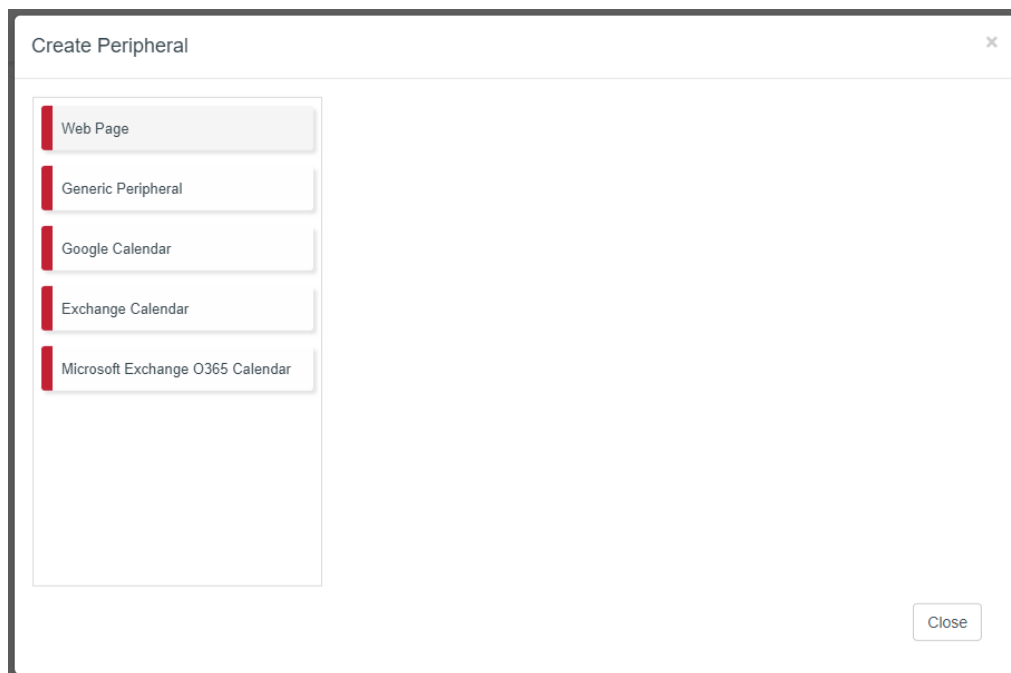 Create Peripheral
×
Web Page
Generic Peripheral
Google Calendar
Exchange Calendar
Microsoft Exchange O365 Calendar
Close